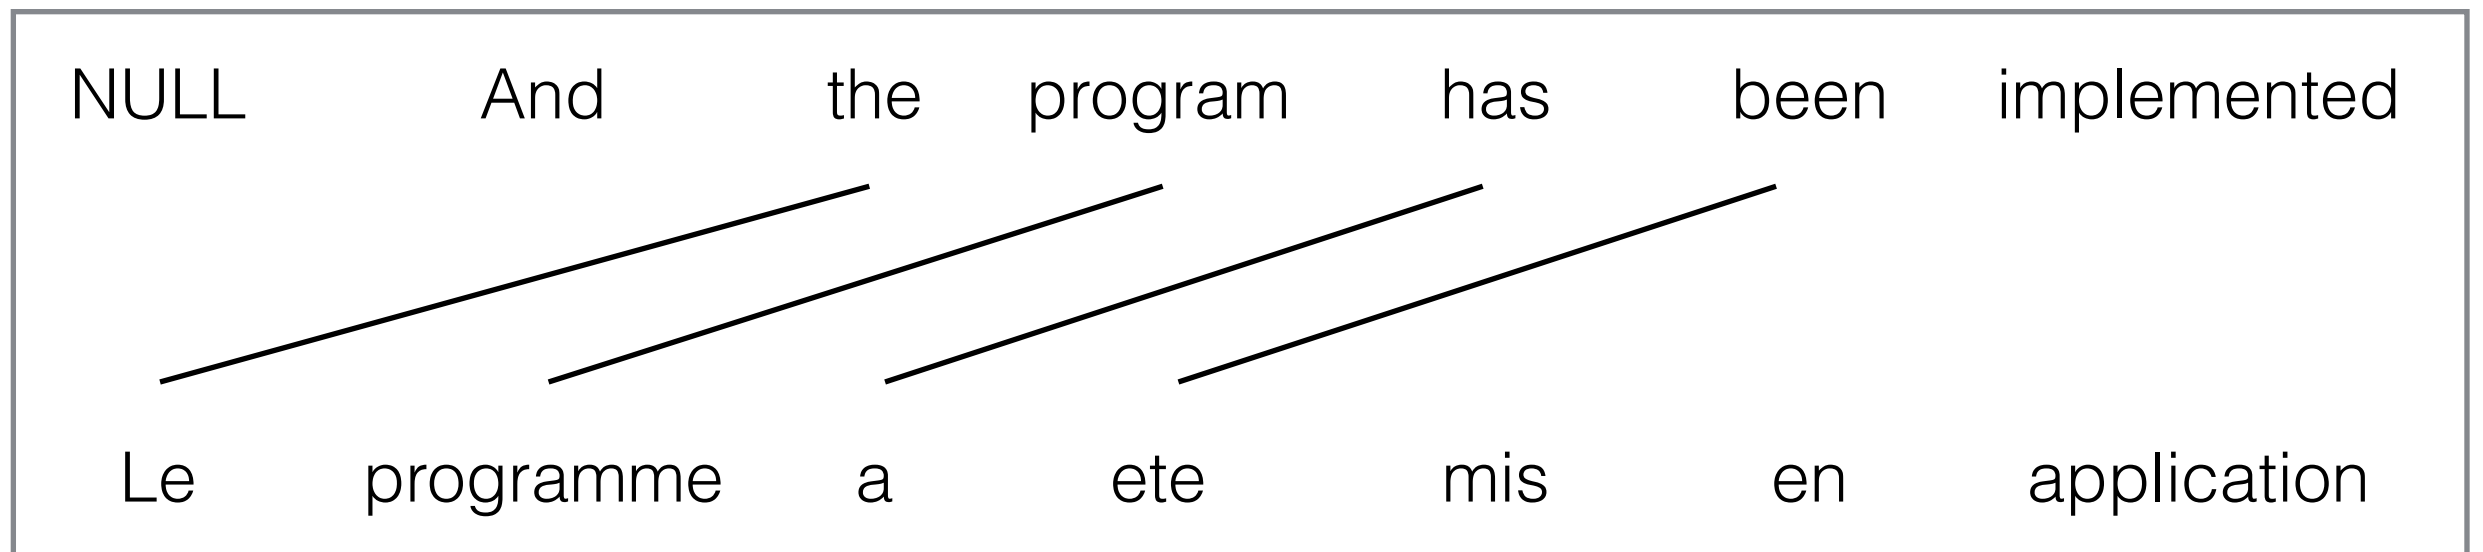 NULL And the program has been implemented
Le programme a ete mis en application